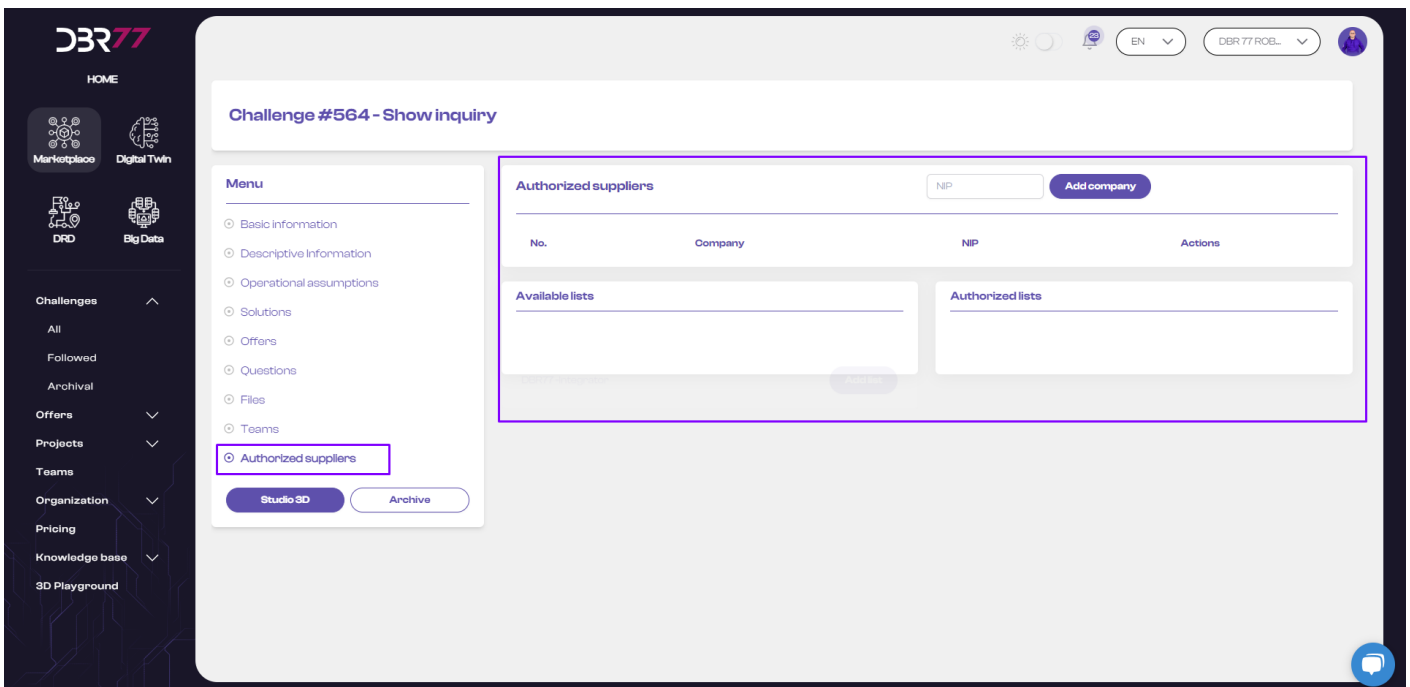 DBR77
HOME
Marketplace
Digital Twin
DRD
Big Data
Challenges
All
Followed
Archival
Offers
Projects
Teams
Organization
Pricing
Knowledge base
3D Playground
25
EN
DBR 77 ROB...
Challenge #564 - Show inquiry
Menu
Basic information
Descriptive Information
Operational assumptions
Solutions
Offers
Questions
Files
Teams
Authorized suppliers
Studio 3D
Archive
Authorized suppliers
NIP
Add company
No.
Company
NIP
Actions
Available lists
Add list
Authorized lists